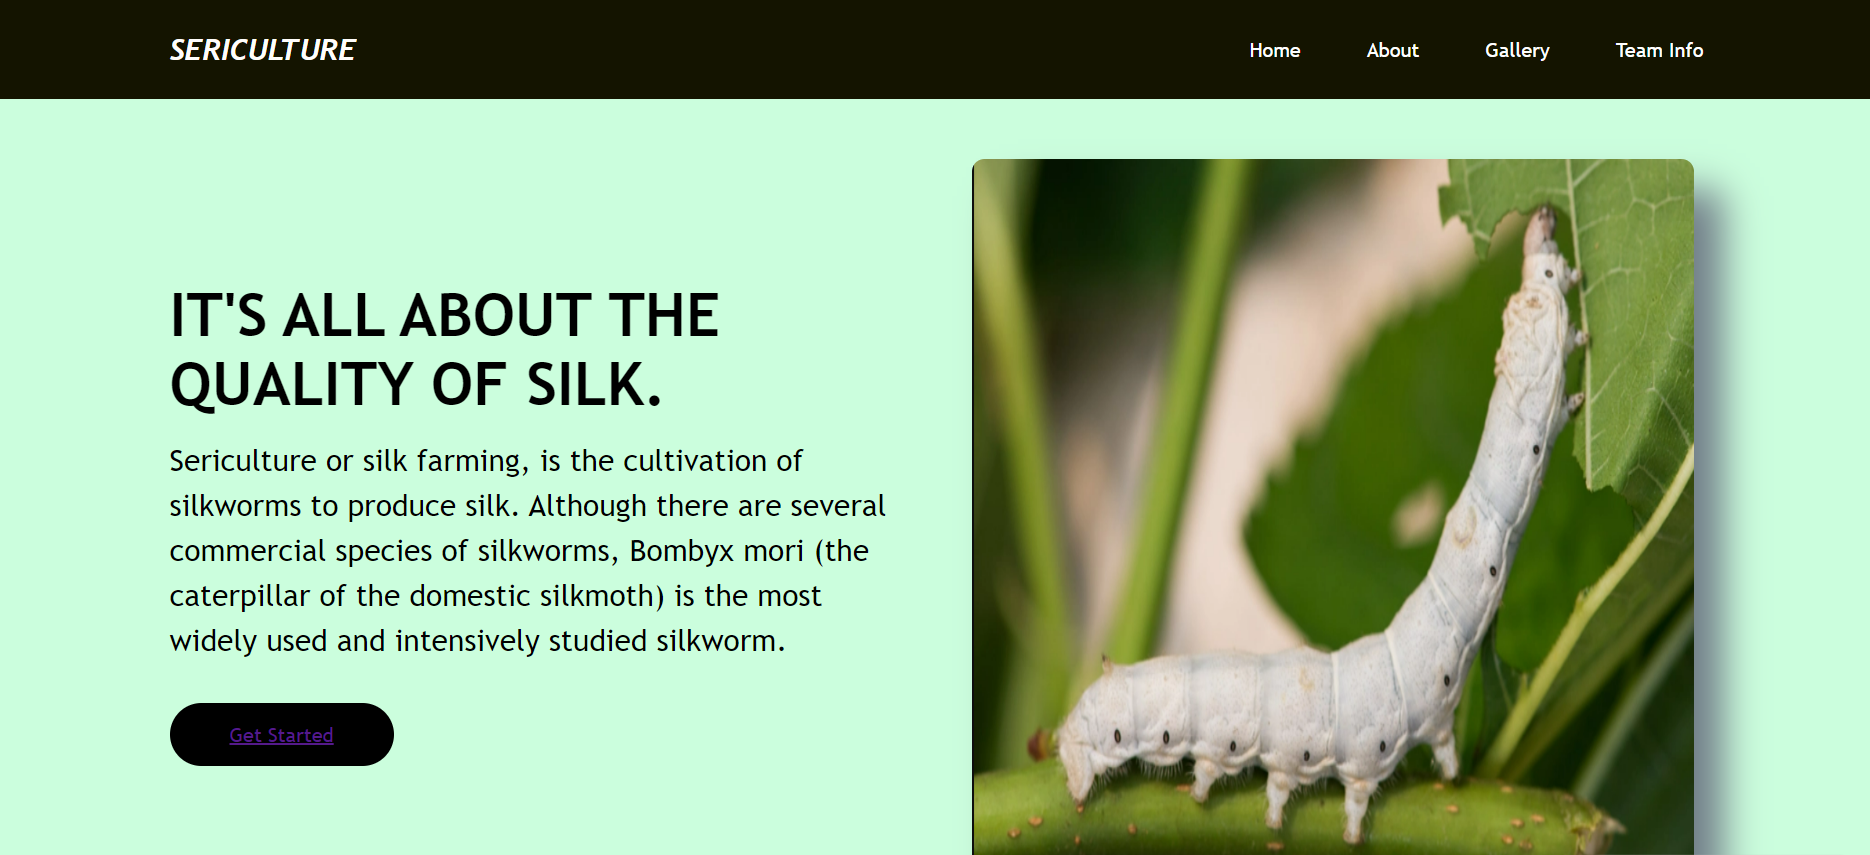 SERICULTURE
Home About Gallery Team Info
IT'S ALL ABOUT THE
QUALITY OF SILK.
Sericulture or silk farming, is the cultivation of
silkworms to produce silk. Although there are several
commercial species of silkworms, Bombyx mori (the
caterpillar of the domestic silkmoth) is the most
widely used and intensively studied silkworm.
Get Started